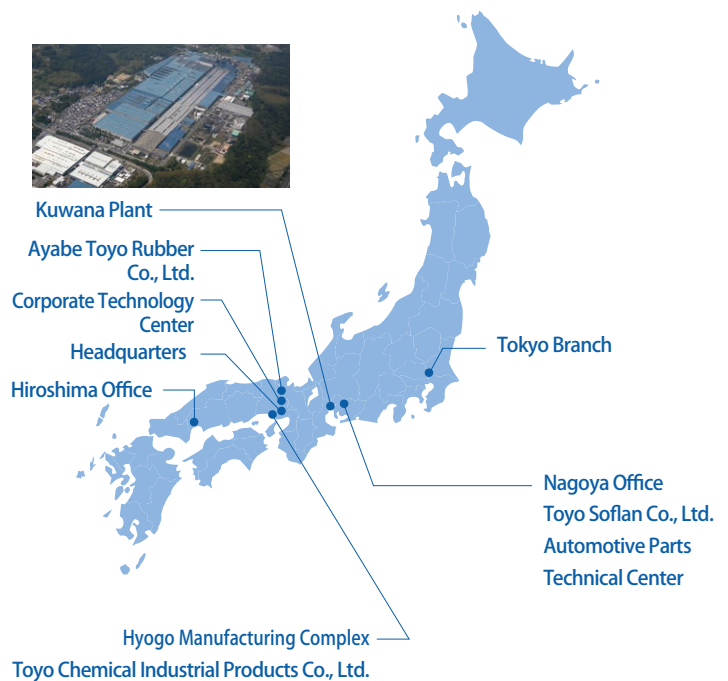 Kuwana Plant
Ayabe Toyo Rubber
Co., Ltd.
Corporate Technology
Center
Headquarters
Hiroshima Office
Tokyo Branch
Nagoya Office
Toyo Soflan Co., Ltd.
Automotive Parts
Technical Center
Hyogo Manufacturing Complex
Toyo Chemical Industrial Products Co., Ltd.